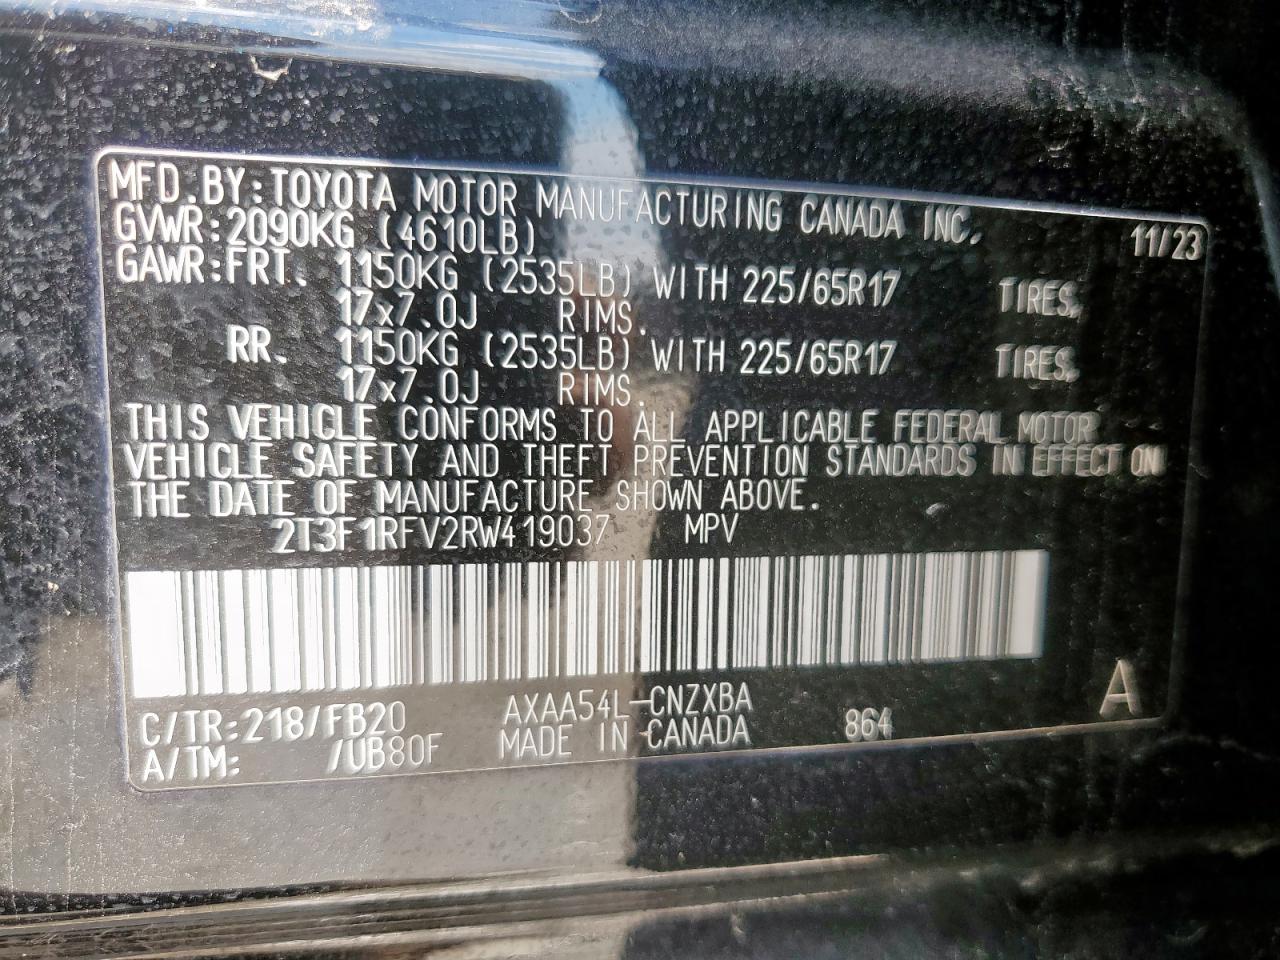 MFD.BY:TOYOTA MOTOR MANUFACTURING CANADA INC. 11/23
GVWR:2090KG (4610LB)
GAWR:FRT. 1150KG (2535LB) WITH 225/65R17 TIRES,
17x7.0J RIMS.
RR. 1150KG (2535LB) WITH 225/65R17 TIRES,
17x7.0J RIMS.
THIS VEHICLE CONFORMS TO ALL APPLICABLE FEDERAL MOTOR
VEHICLE SAFETY AND THEFT PREVENTION STANDARDS IN EFFECT ON
THE DATE OF MANUFACTURE SHOWN ABOVE.
2T3F1RFV2RW419037 MPV
C/TR:218/FB20 AXAA54L-CNZXBA 864 A
A/TM: /UB80F MADE IN CANADA